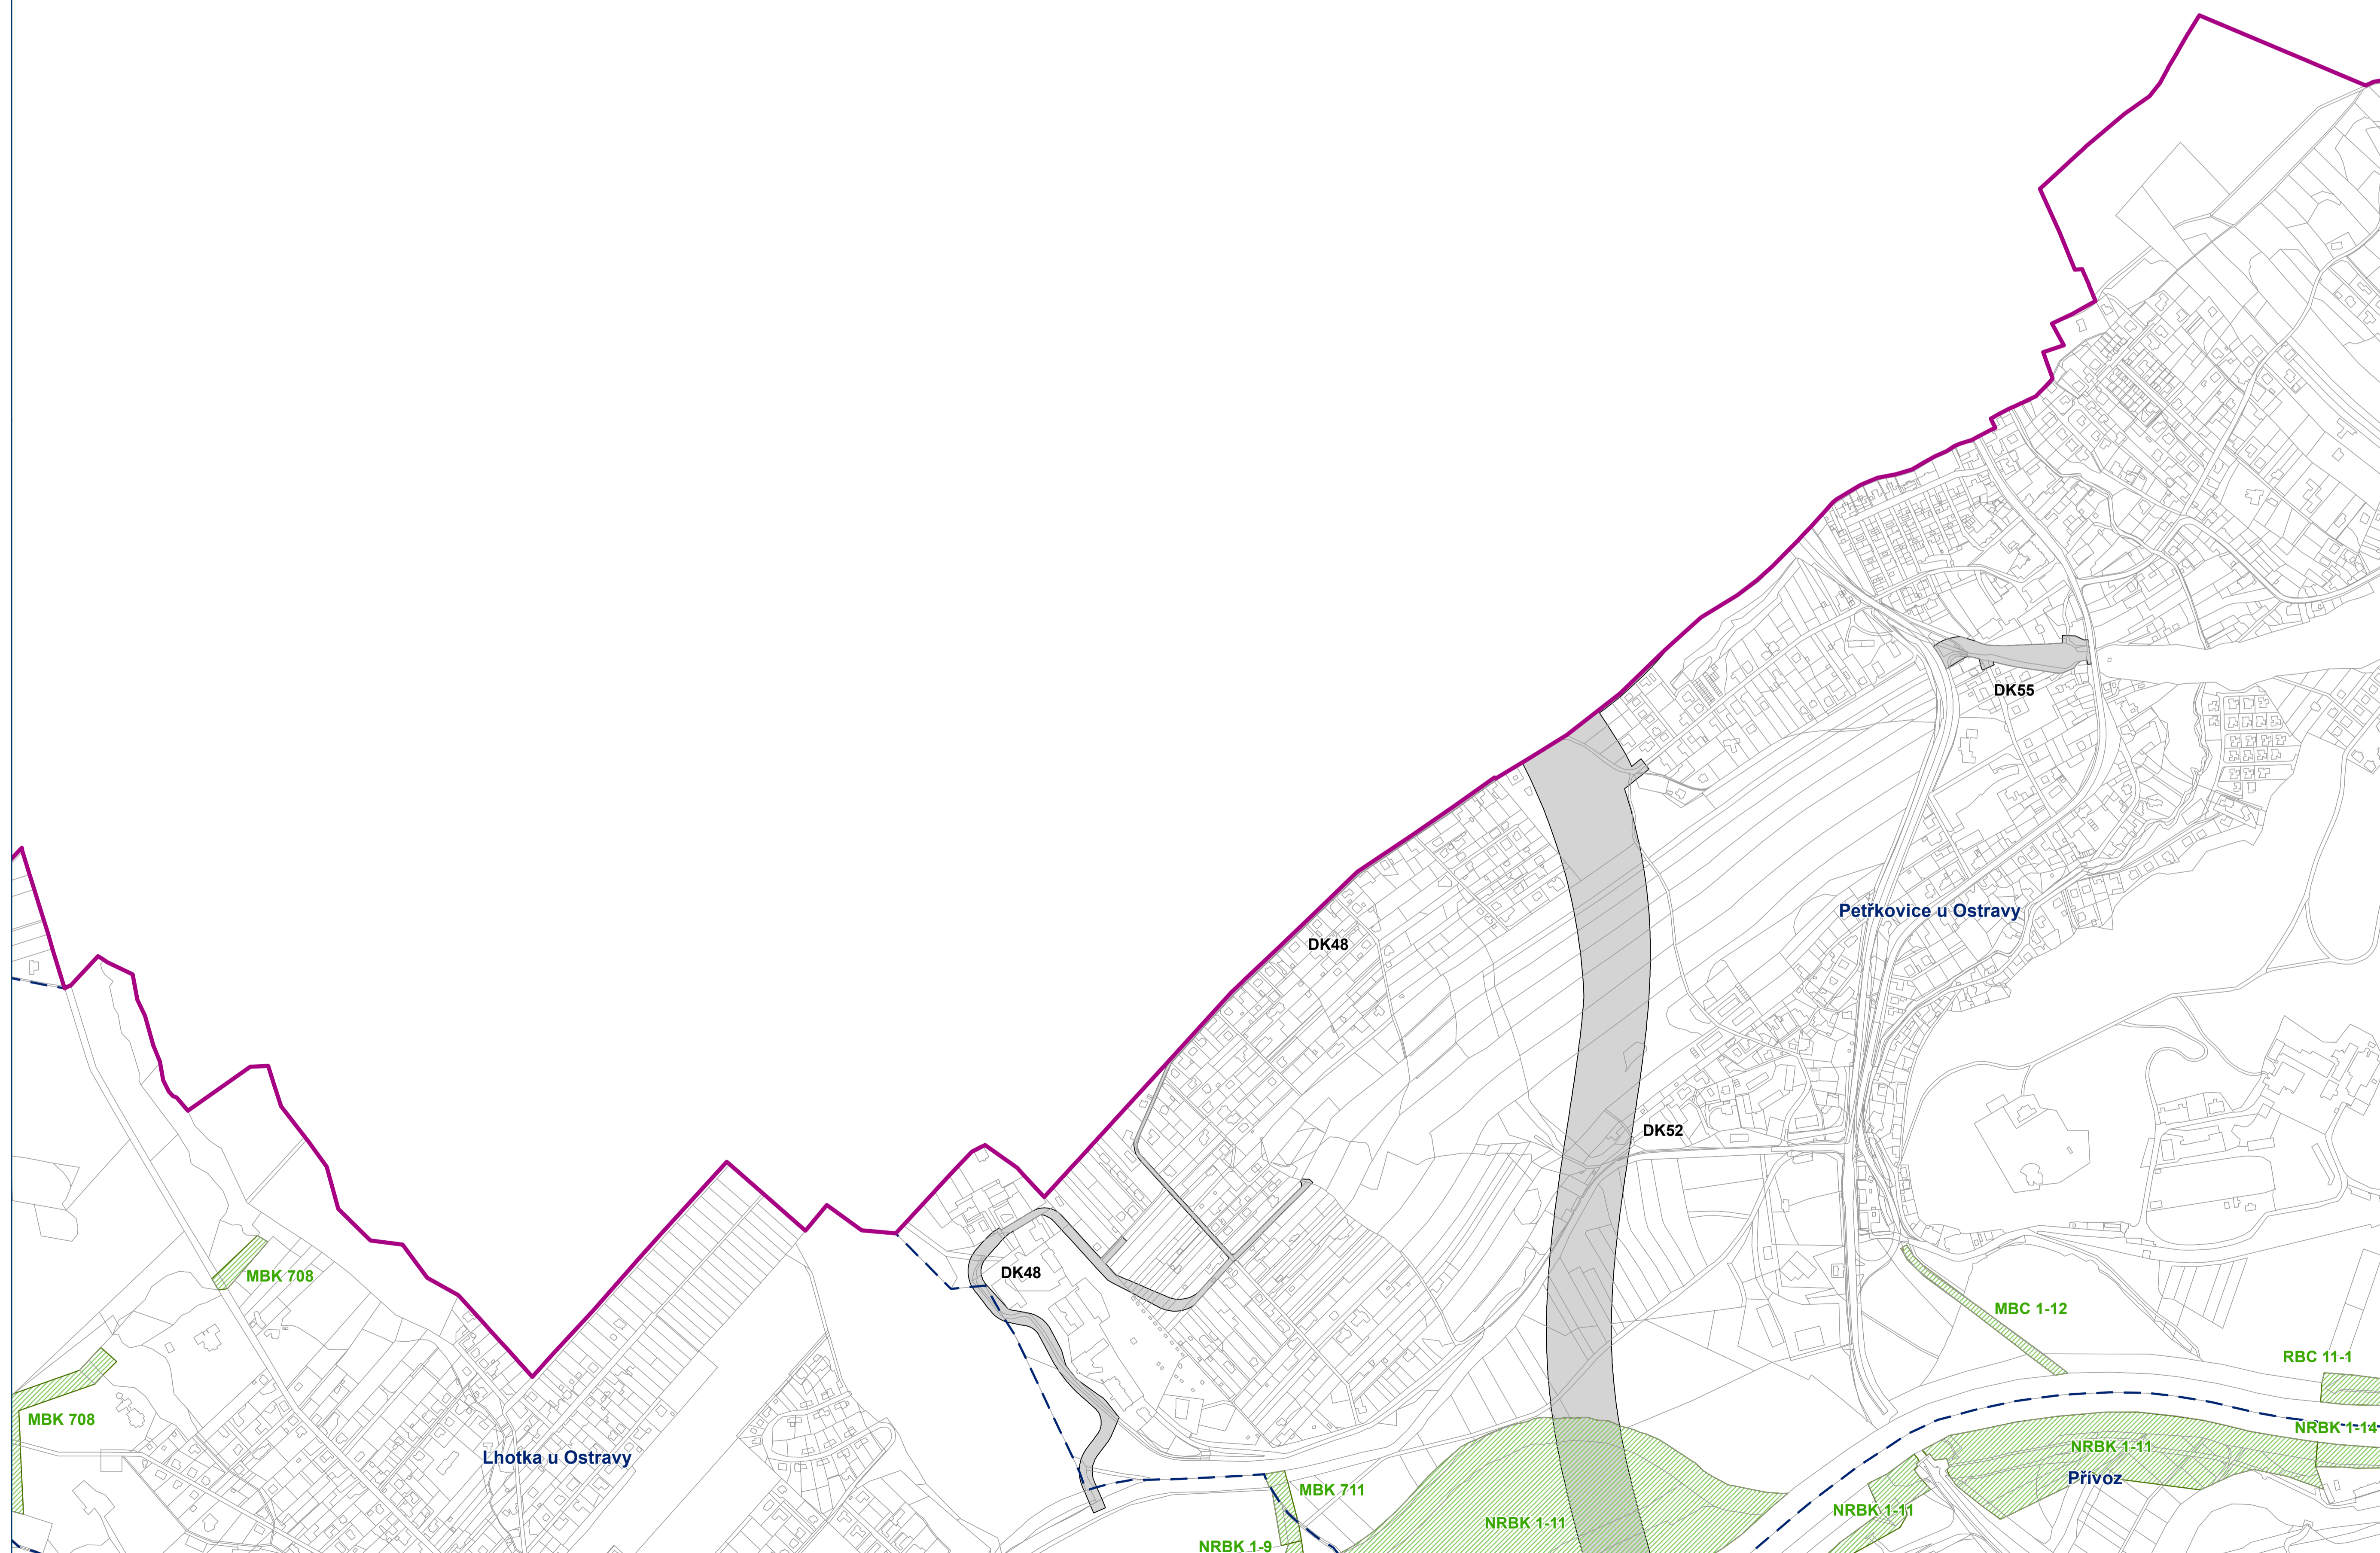 DK55
Petřkovice u Ostravy
DK48
DK52
DK48
MBK 708
MBC 1-12
RBC 11-1
MBK 708
NRBK 1-14
NRBK 1-11
Lhotka u Ostravy
Přívoz
MBK 711
NRBK 1-11
NRBK 1-11
NRBK 1-9